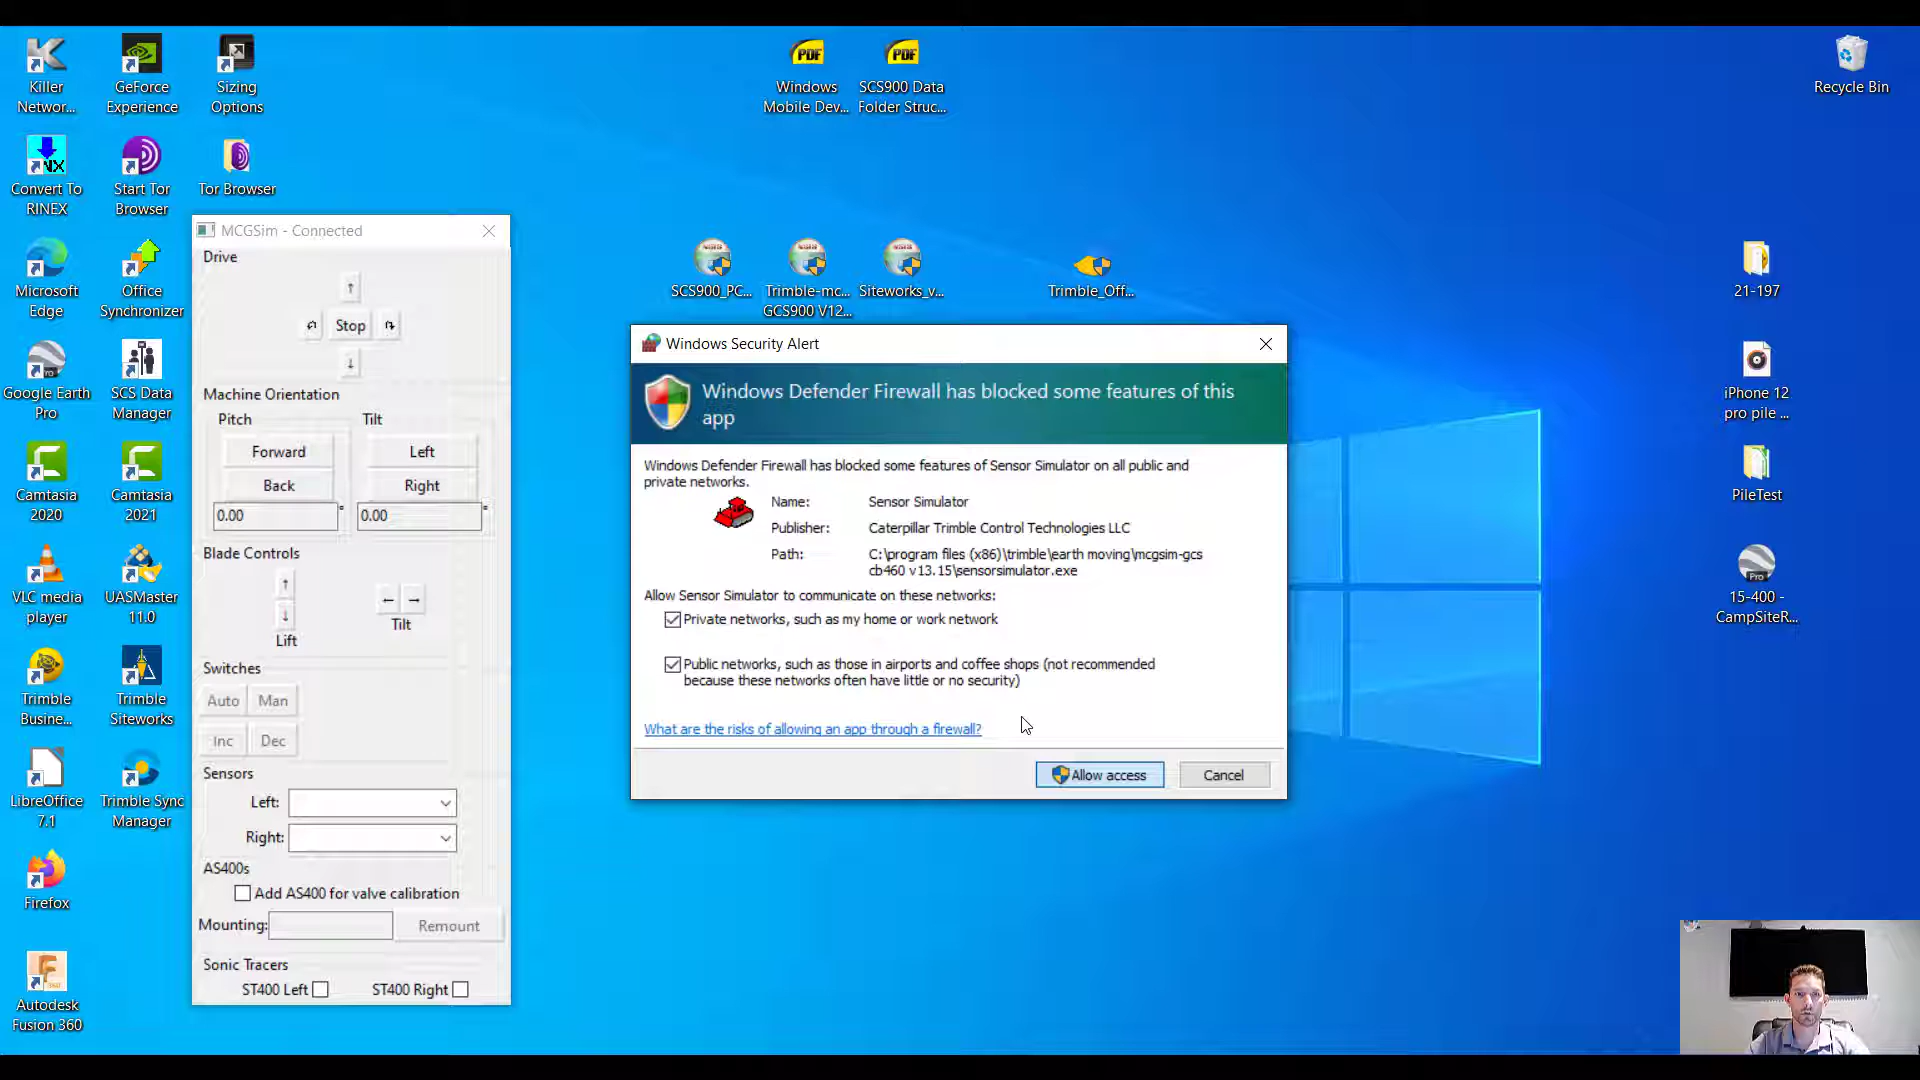 Killer
Networ...
GeForce
Experience
Sizing
Options
PDF
Windows
Mobile Dev...
PDF
SCS900 Data
Folder Struc...
Recycle Bin
Convert To
RINEX
Start Tor
Browser
Tor Browser
Microsoft
Edge
Office
Synchronizer
SCS900_PC...
Trimble-mc...
GCS900 V12...
Siteworks_v...
Trimble_Off...
21-197
Google Earth
Pro
SCS Data
Manager
iPhone 12
pro pile ...
Camtasia
2020
Camtasia
2021
PileTest
VLC media
player
UASMaster
11.0
Pro
15-400 -
CampSiteR...
Trimble
Busine...
Trimble
Siteworks
LibreOffice
7.1
Trimble Sync
Manager
Firefox
Autodesk
Fusion 360
MCGSim - Connected
Drive
Stop
Machine Orientation
Pitch
Tilt
Forward
Left
Back
Right
0.00 °
0.00 °
Blade Controls
Lift
Tilt
Switches
Auto
Man
Inc
Dec
Sensors
Left:
Right:
AS400s
Add AS400 for valve calibration
Mounting:
Remount
Sonic Tracers
ST400 Left
ST400 Right
Windows Security Alert
Windows Defender Firewall has blocked some features of this
app
Windows Defender Firewall has blocked some features of Sensor Simulator on all public and
private networks.
Name: Sensor Simulator
Publisher: Caterpillar Trimble Control Technologies LLC
Path: C:\program files (x86)\trimble\earth moving\mcgsim-gcs
cb460 v13.15\sensorsimulator.exe
Allow Sensor Simulator to communicate on these networks:
Private networks, such as my home or work network
Public networks, such as those in airports and coffee shops (not recommended
because these networks often have little or no security)
What are the risks of allowing an app through a firewall?
Allow access
Cancel